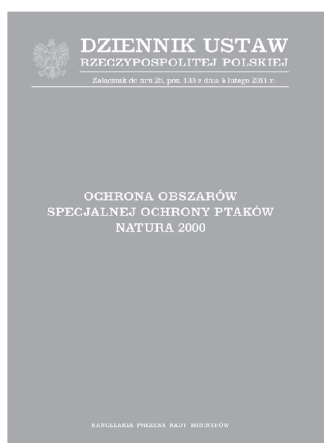 DZIENNIK USTAW
RZECZYPOSPOLITEJ POLSKIEJ
Załącznik do nru 25, poz. 133 z dnia 4 lutego 2011 r.
OCHRONA OBSZARÓW
SPECJALNEJ OCHRONY PTAKÓW
NATURA 2000
KANCELARIA PREZESA RADY MINISTRÓW